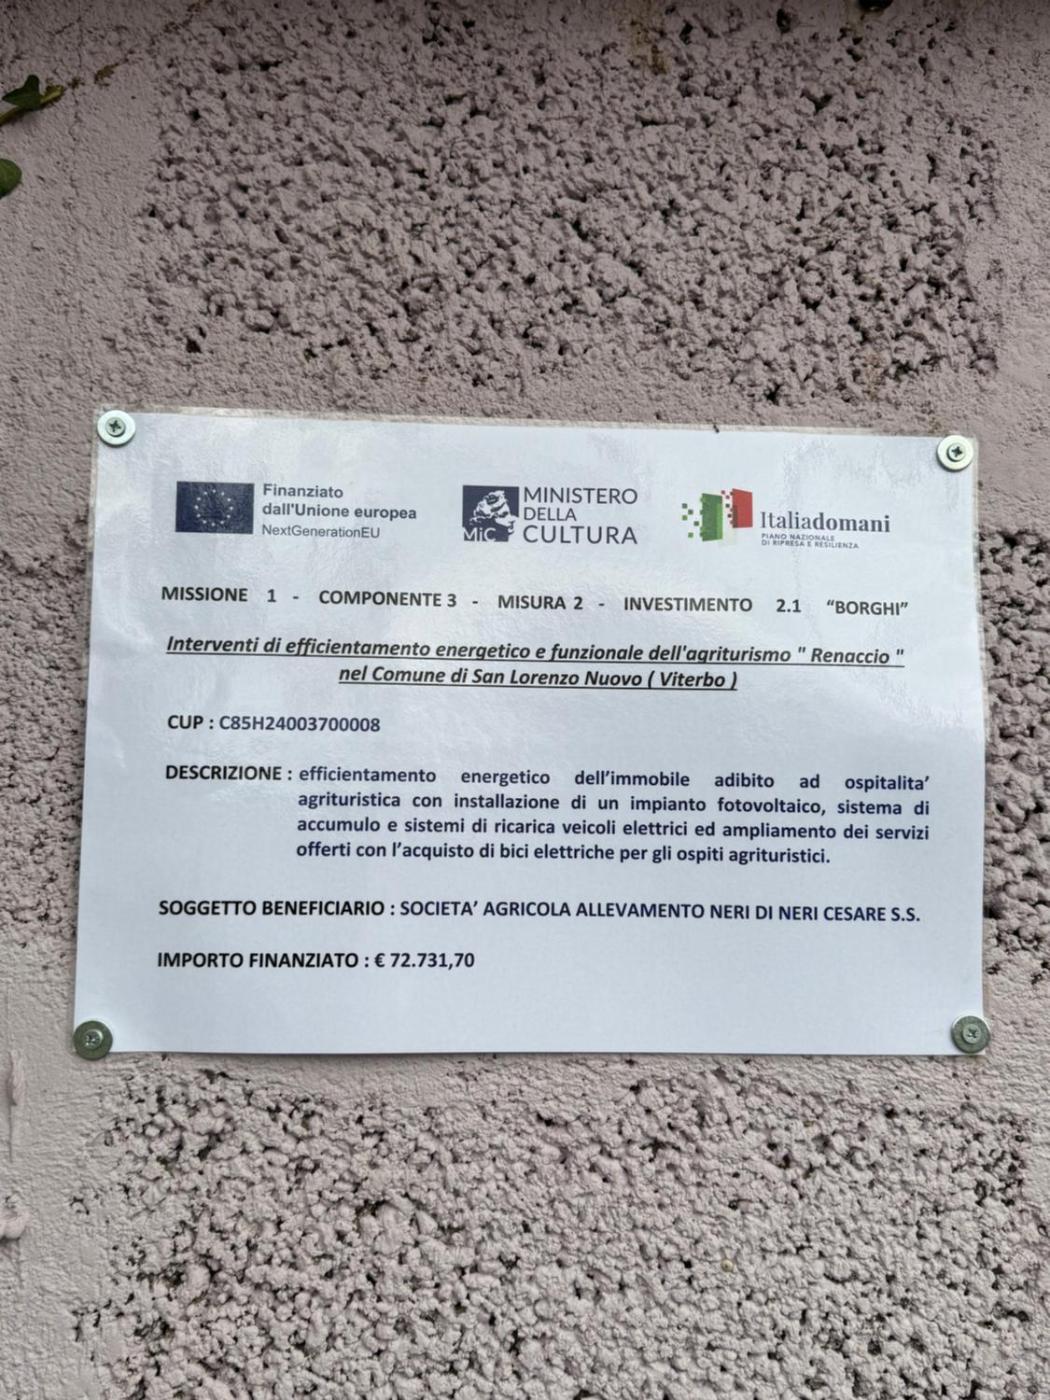 Finanziato
dall'Unione europea
NextGenerationEU
MiC
MINISTERO
DELLA
CULTURA
Italiadomani
PIANO NAZIONALE
DI RIPRESA E RESILIENZA
MISSIONE 1 - COMPONENTE 3 - MISURA 2 - INVESTIMENTO 2.1 “BORGHI”
Interventi di efficientamento energetico e funzionale dell'agriturismo " Renaccio "
nel Comune di San Lorenzo Nuovo ( Viterbo )
CUP : C85H24003700008
DESCRIZIONE : efficientamento energetico dell’immobile adibito ad ospitalita’
agrituristica con installazione di un impianto fotovoltaico, sistema di
accumulo e sistemi di ricarica veicoli elettrici ed ampliamento dei servizi
offerti con l’acquisto di bici elettriche per gli ospiti agrituristici.
SOGGETTO BENEFICIARIO : SOCIETA’ AGRICOLA ALLEVAMENTO NERI DI NERI CESARE S.S.
IMPORTO FINANZIATO : € 72.731,70